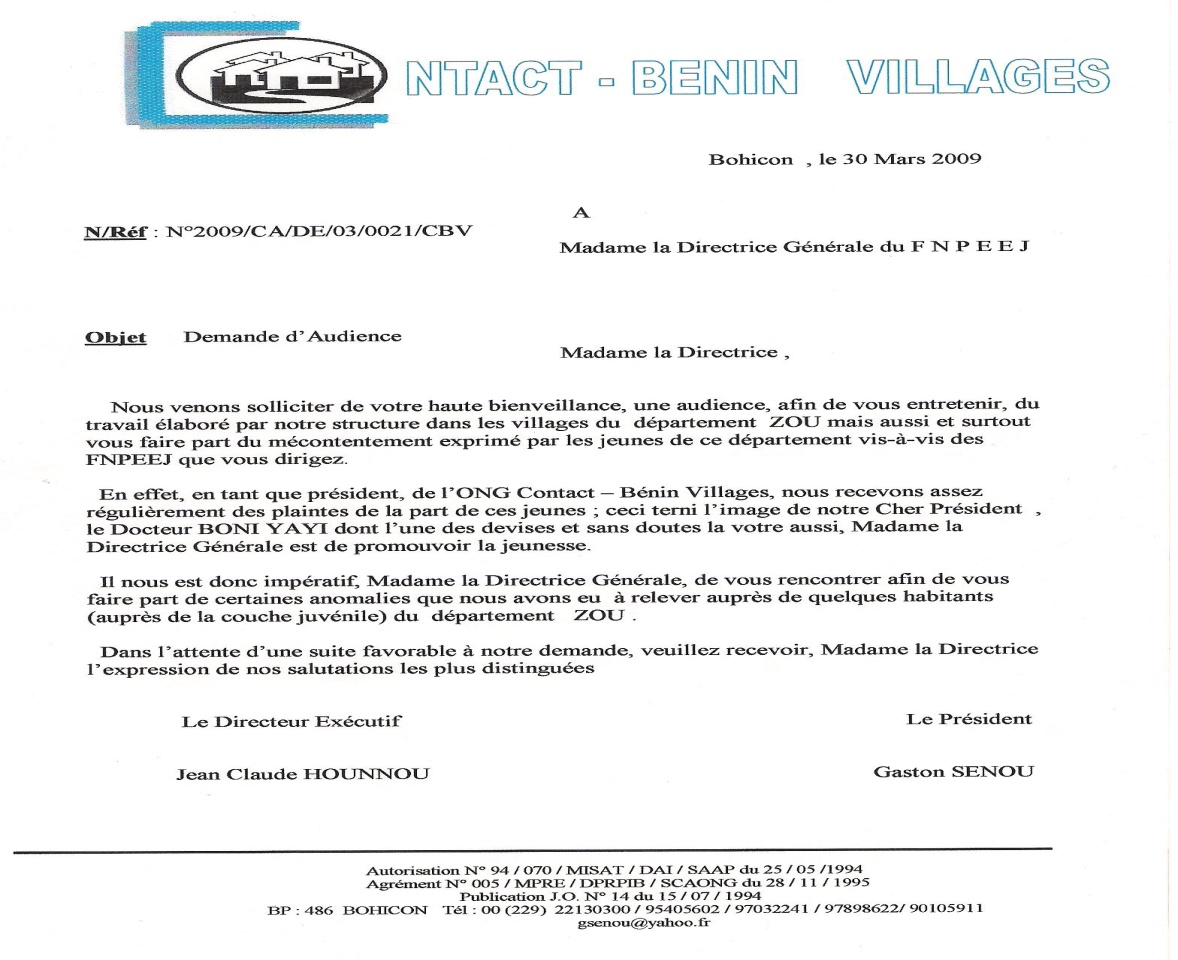 NTACT - BENIN VILLAGES
Bohicon , le 30 Mars 2009
A
N/Réf : N°2009/CA/DE/03/0021/CBV
Madame la Directrice Générale du F N P E E J
Objet Demande d'Audience
Madame la Directrice ,
Nous venons solliciter de votre haute bienveillance, une audience, afin de vous entretenir, du
travail élaboré par notre structure dans les villages du département ZOU mais aussi et surtout
vous faire part du mécontentement exprimé par les jeunes de ce département vis-à-vis des
FNPEEJ que vous dirigez.
En effet, en tant que président, de l'ONG Contact – Bénin Villages, nous recevons assez
régulièrement des plaintes de la part de ces jeunes ; ceci terni l'image de notre Cher Président ,
le Docteur BONI YAYI dont l'une des devises et sans doutes la votre aussi, Madame la
Directrice Générale est de promouvoir la jeunesse.
Il nous est donc impératif, Madame la Directrice Générale, de vous rencontrer afin de vous
faire part de certaines anomalies que nous avons eu à relever auprès de quelques habitants
(auprès de la couche juvénile) du département ZOU .
Dans l'attente d'une suite favorable à notre demande, veuillez recevoir, Madame la Directrice
l'expression de nos salutations les plus distinguées
Le Directeur Exécutif Le Président
Jean Claude HOUNNOU Gaston SENOU
Autorisation N° 94 / 070 / MISAT / DAI / SAAP du 25 / 05 /1994
Agrément N° 005 / MPRE / DPRPIB / SCAONG du 28 / 11 / 1995
Publication J.O. N° 14 du 15 / 07 / 1994
BP : 486 BOHICON Tél : 00 (229) 22130300 / 95405602 / 97032241 / 97898622/ 90105911
gsenou@yahoo.fr